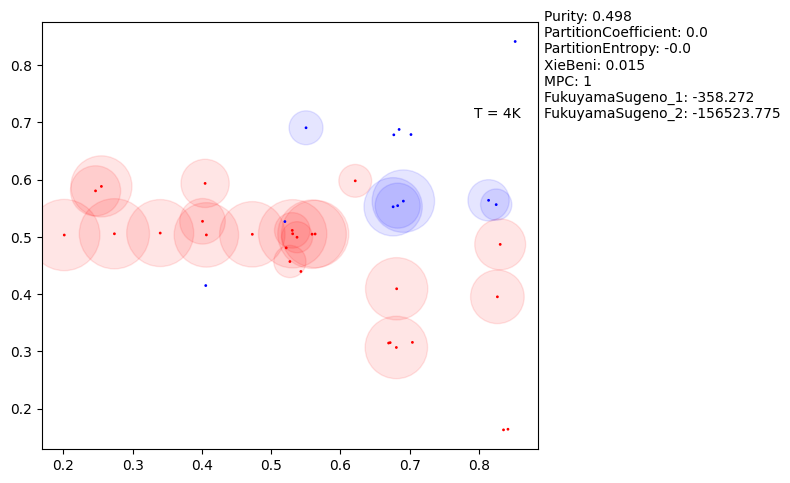 Purity: 0.498
PartitionCoefficient: 0.0
PartitionEntropy: -0.0
XieBeni: 0.015
MPC: 1
FukuyamaSugeno_1: -358.272
FukuyamaSugeno_2: -156523.775
T = 4K
0.8
0.7
0.6
0.5
0.4
0.3
0.2
0.2 0.3 0.4 0.5 0.6 0.7 0.8